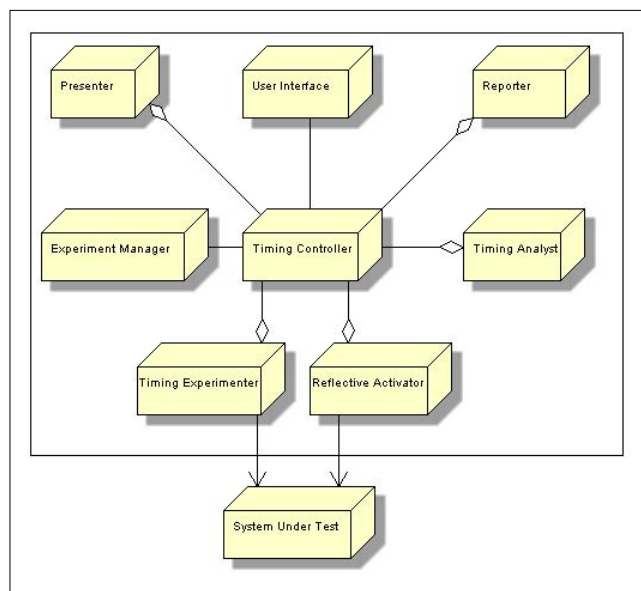 Presenter
User Interface
Reporter
Experiment Manager
Timing Controller
Timing Analyst
Timing Experimenter
Reflective Activator
System Under Test